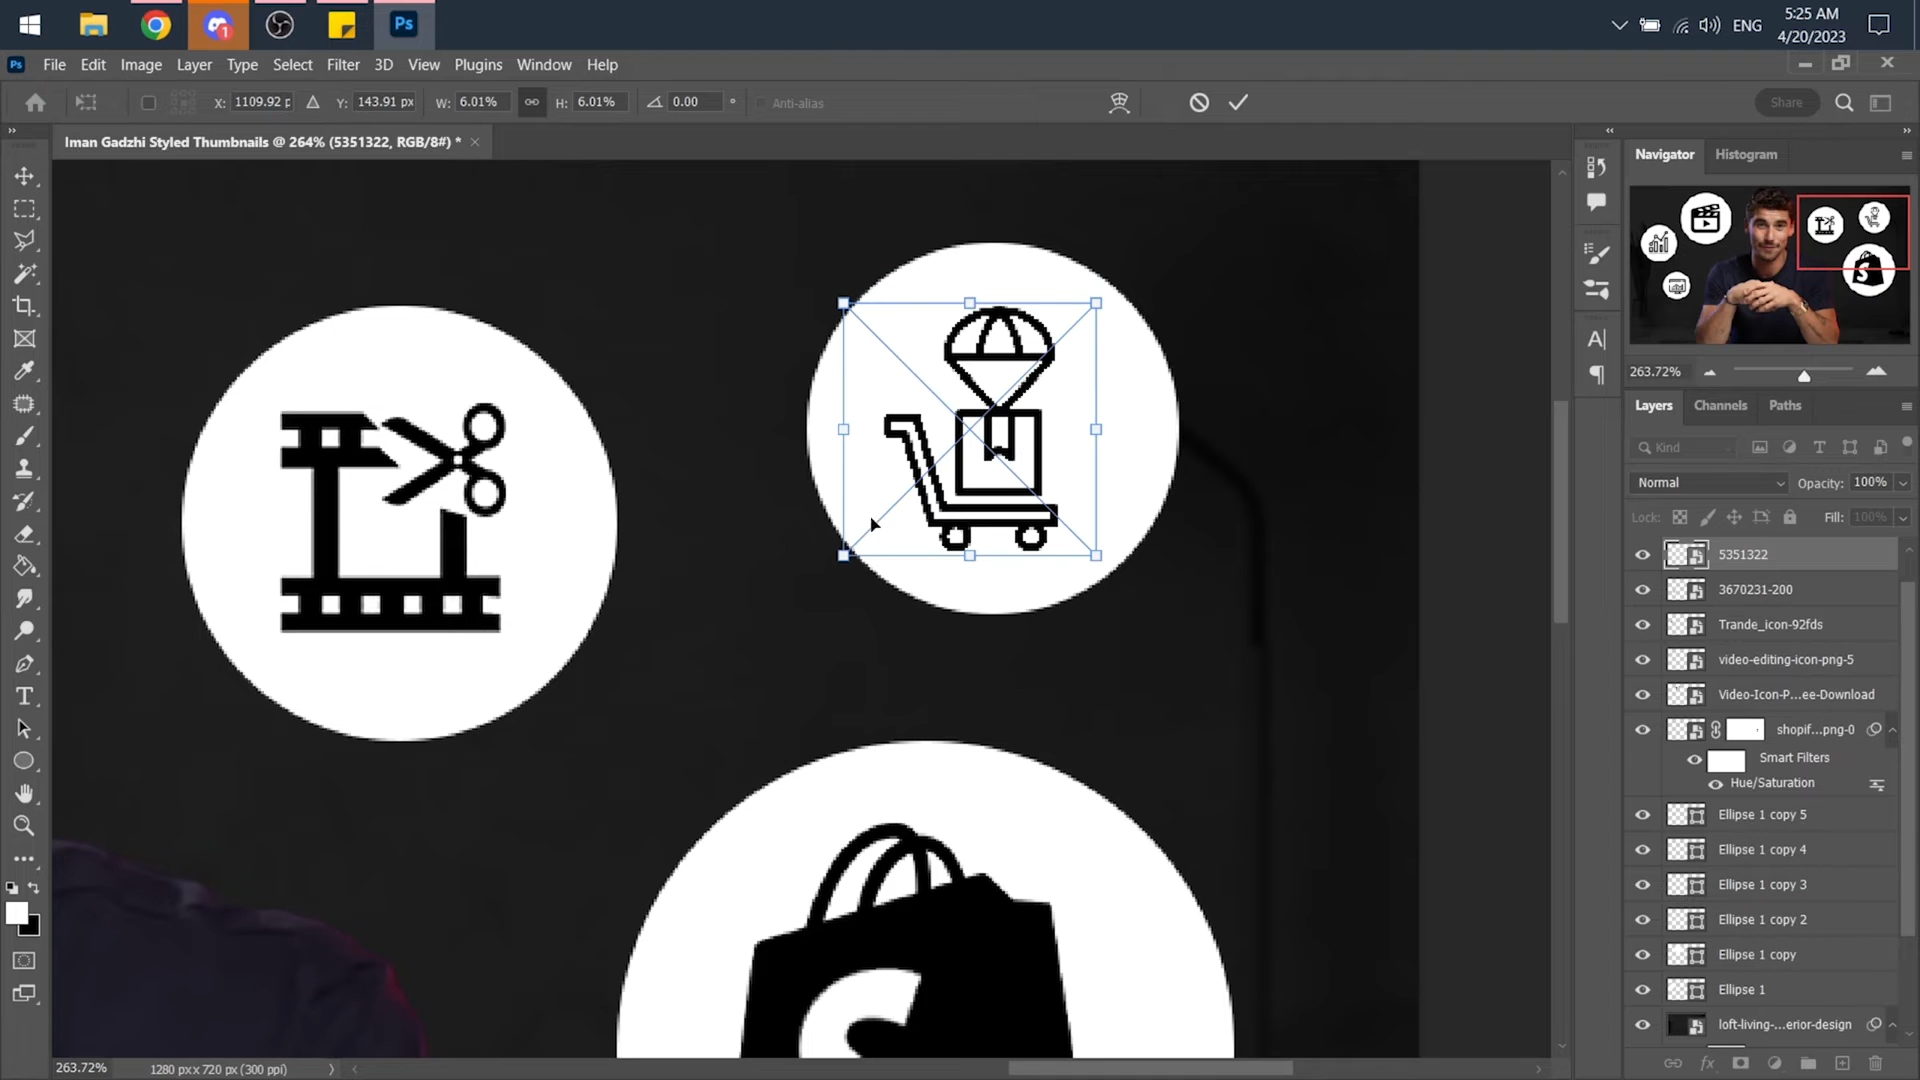 1
Ps
ENG
5:25 AM
4/20/2023
Ps File Edit Image Layer Type Select Filter 3D View Plugins Window Help
X: 1109.92 p Y: 143.91 px W: 6.01% H: 6.01% 0.00 ° Anti-alias Share
Iman Gadzhi Styled Thumbnails @ 264% (5351322, RGB/8#) * ×
Navigator Histogram
263.72%
Layers Channels Paths
Kind
Normal Opacity: 100%
Lock: Fill: 100%
5351322
3670231-200
Trande_icon-92fds
video-editing-icon-png-5
Video-Icon-P...ee-Download
shopif...png-0
Smart Filters
Hue/Saturation
Ellipse 1 copy 5
Ellipse 1 copy 4
Ellipse 1 copy 3
Ellipse 1 copy 2
Ellipse 1 copy
Ellipse 1
loft-living-...erior-design
fx
263.72% 1280 px x 720 px (300 ppi)